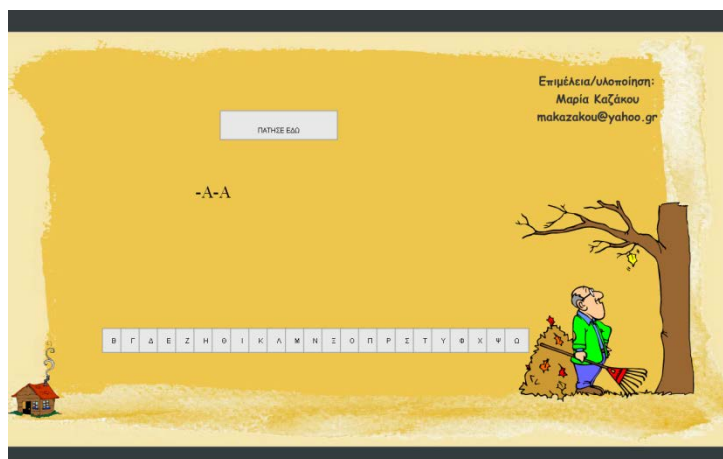 Επιμέλεια/υλοποίηση:
Μαρία Καζάκου
makazakou@yahoo.gr
ΠΑΤΗΣΕ ΕΔΩ
-Α-Α
Β Γ Δ Ε Ζ Η Θ Ι Κ Λ Μ Ν Ξ Ο Π Ρ Σ Τ Υ Φ Χ Ψ Ω